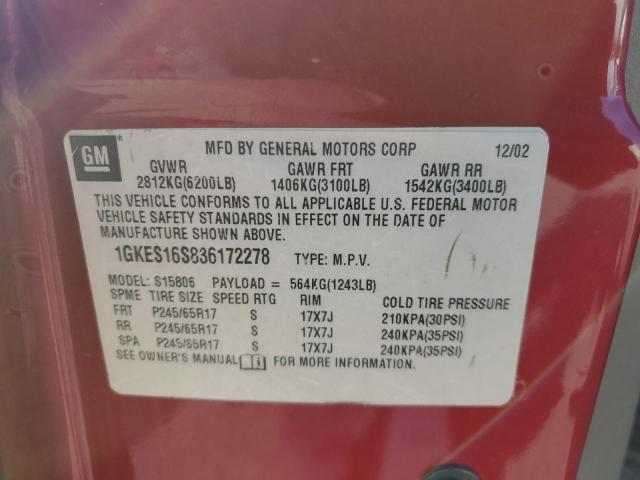 GM
MFD BY GENERAL MOTORS CORP 12/02
GVWR GAWR FRT GAWR RR
2812KG(6200LB) 1406KG(3100LB) 1542KG(3400LB)
THIS VEHICLE CONFORMS TO ALL APPLICABLE U.S. FEDERAL MOTOR
VEHICLE SAFETY STANDARDS IN EFFECT ON THE DATE OF
MANUFACTURE SHOWN ABOVE.
1GKES16S836172278 TYPE: M.P.V.
MODEL: S15806 PAYLOAD = 564KG(1243LB)
SPME TIRE SIZE SPEED RTG RIM COLD TIRE PRESSURE
FRT P245/65R17 S 17X7J 210KPA(30PSI)
RR P245/65R17 S 17X7J 240KPA(35PSI)
SPA P245/65R17 S 17X7J 240KPA(35PSI)
SEE OWNER'S MANUAL FOR MORE INFORMATION.